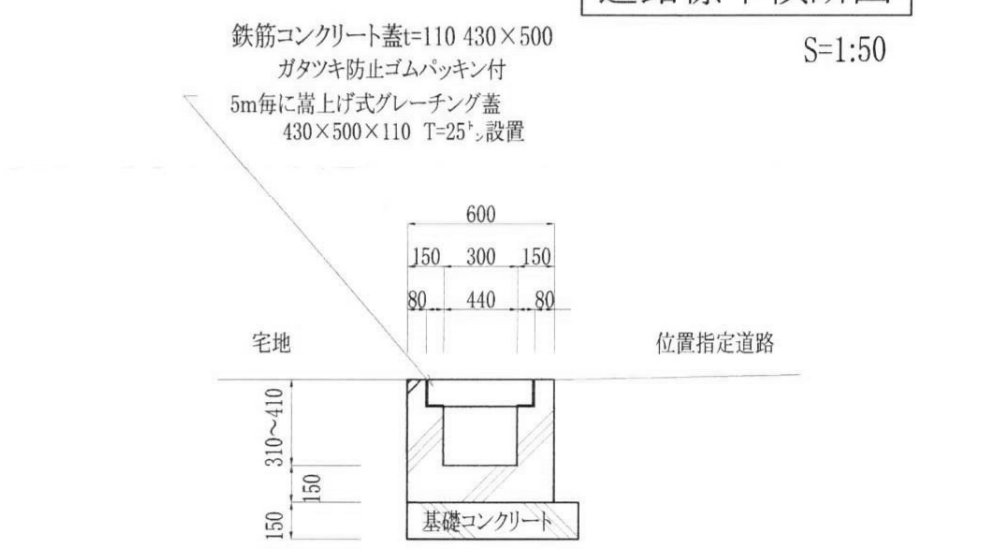 鉄筋コンクリート蓋t=110 430×500
S=1:50
ガタツキ防止ゴムパッキン付
5m毎に嵩上げ式グレーチング蓋
430×500×110 T=25㌧設置
600
150 300 150
80 440 80
宅地
位置指定道路
310～410
150
150
基礎コンクリート